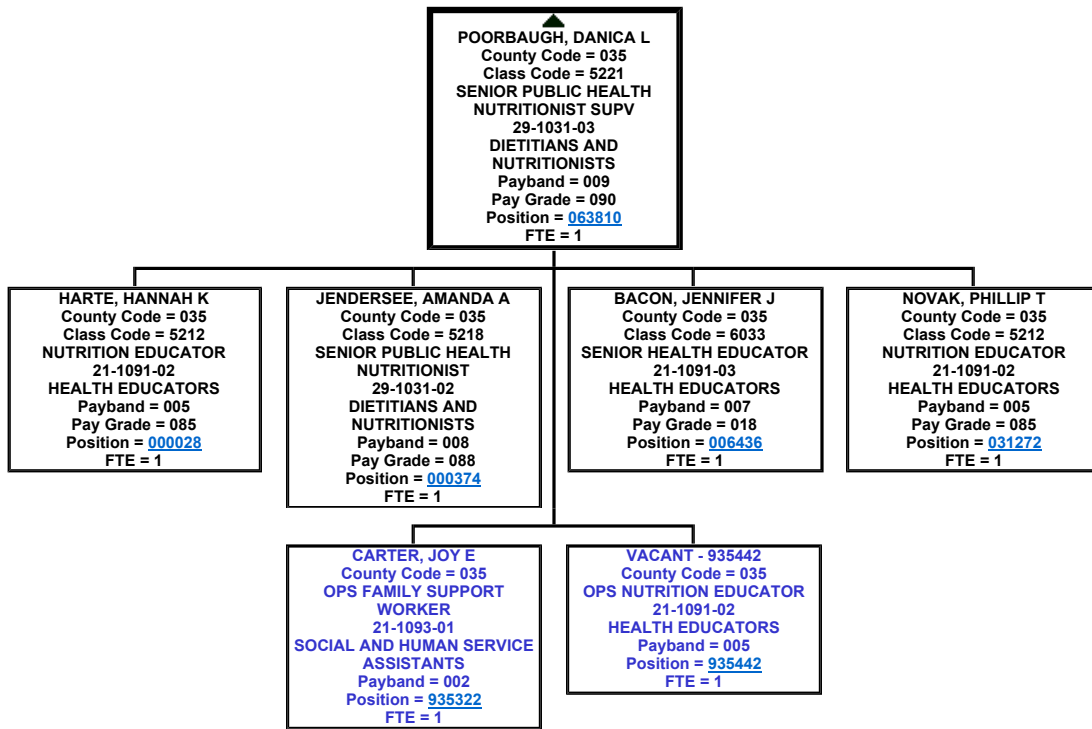 POORBAUGH, DANICA L
County Code = 035
Class Code = 5221
SENIOR PUBLIC HEALTH
NUTRITIONIST SUPV
29-1031-03
DIETITIANS AND
NUTRITIONISTS
Payband = 009
Pay Grade = 090
Position = 063810
FTE = 1
HARTE, HANNAH K
County Code = 035
Class Code = 5212
NUTRITION EDUCATOR
21-1091-02
HEALTH EDUCATORS
Payband = 005
Pay Grade = 085
Position = 000028
FTE = 1
JENDERSEE, AMANDA A
County Code = 035
Class Code = 5218
SENIOR PUBLIC HEALTH
NUTRITIONIST
29-1031-02
DIETITIANS AND
NUTRITIONISTS
Payband = 008
Pay Grade = 088
Position = 000374
FTE = 1
BACON, JENNIFER J
County Code = 035
Class Code = 6033
SENIOR HEALTH EDUCATOR
21-1091-03
HEALTH EDUCATORS
Payband = 007
Pay Grade = 018
Position = 006436
FTE = 1
NOVAK, PHILLIP T
County Code = 035
Class Code = 5212
NUTRITION EDUCATOR
21-1091-02
HEALTH EDUCATORS
Payband = 005
Pay Grade = 085
Position = 031272
FTE = 1
CARTER, JOY E
County Code = 035
OPS FAMILY SUPPORT
WORKER
21-1093-01
SOCIAL AND HUMAN SERVICE
ASSISTANTS
Payband = 002
Position = 935322
FTE = 1
VACANT - 935442
County Code = 035
OPS NUTRITION EDUCATOR
21-1091-02
HEALTH EDUCATORS
Payband = 005
Position = 935442
FTE = 1